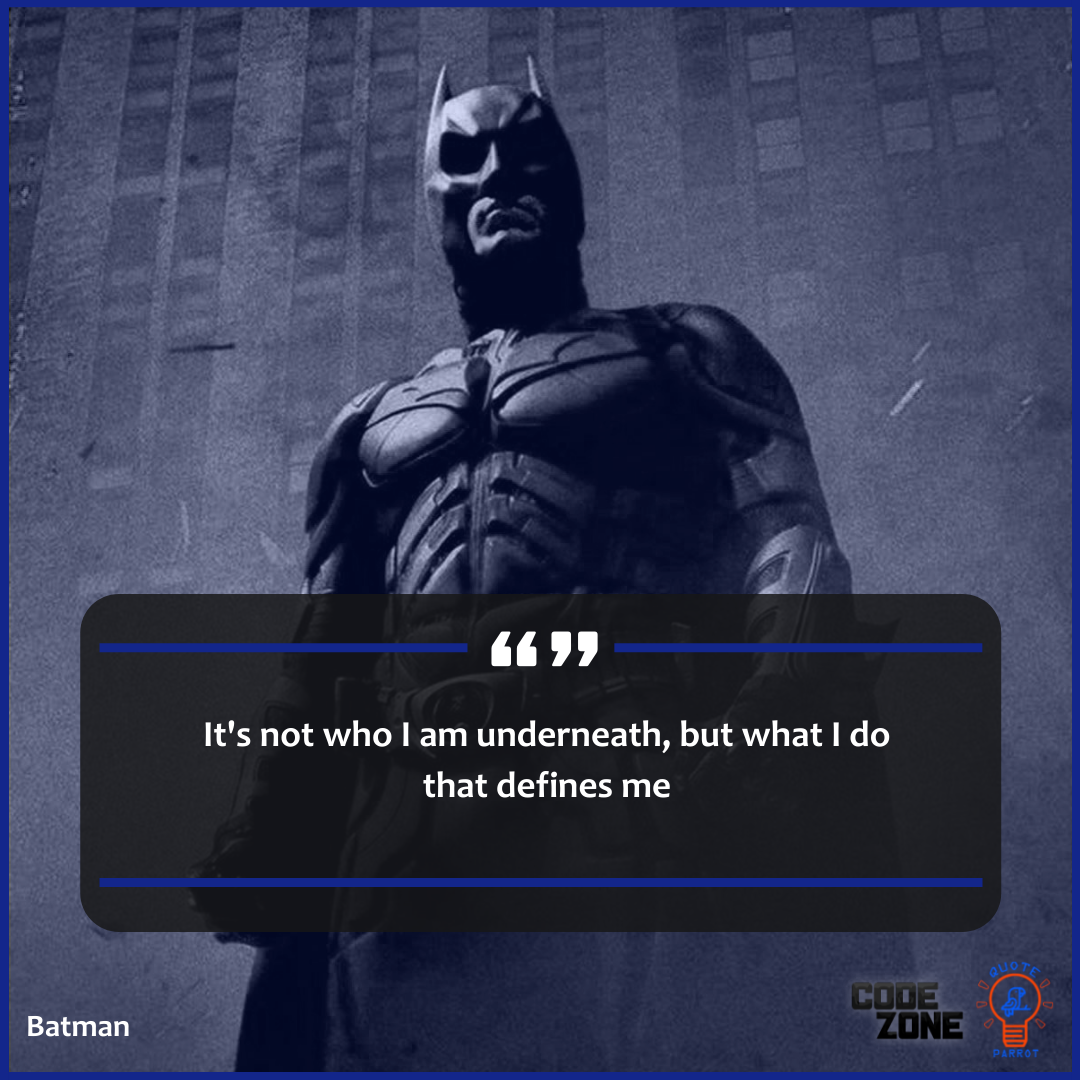 ❝❞
It's not who I am underneath, but what I do
that defines me
Batman
CODE
ZONE
QUOTE
PARROT